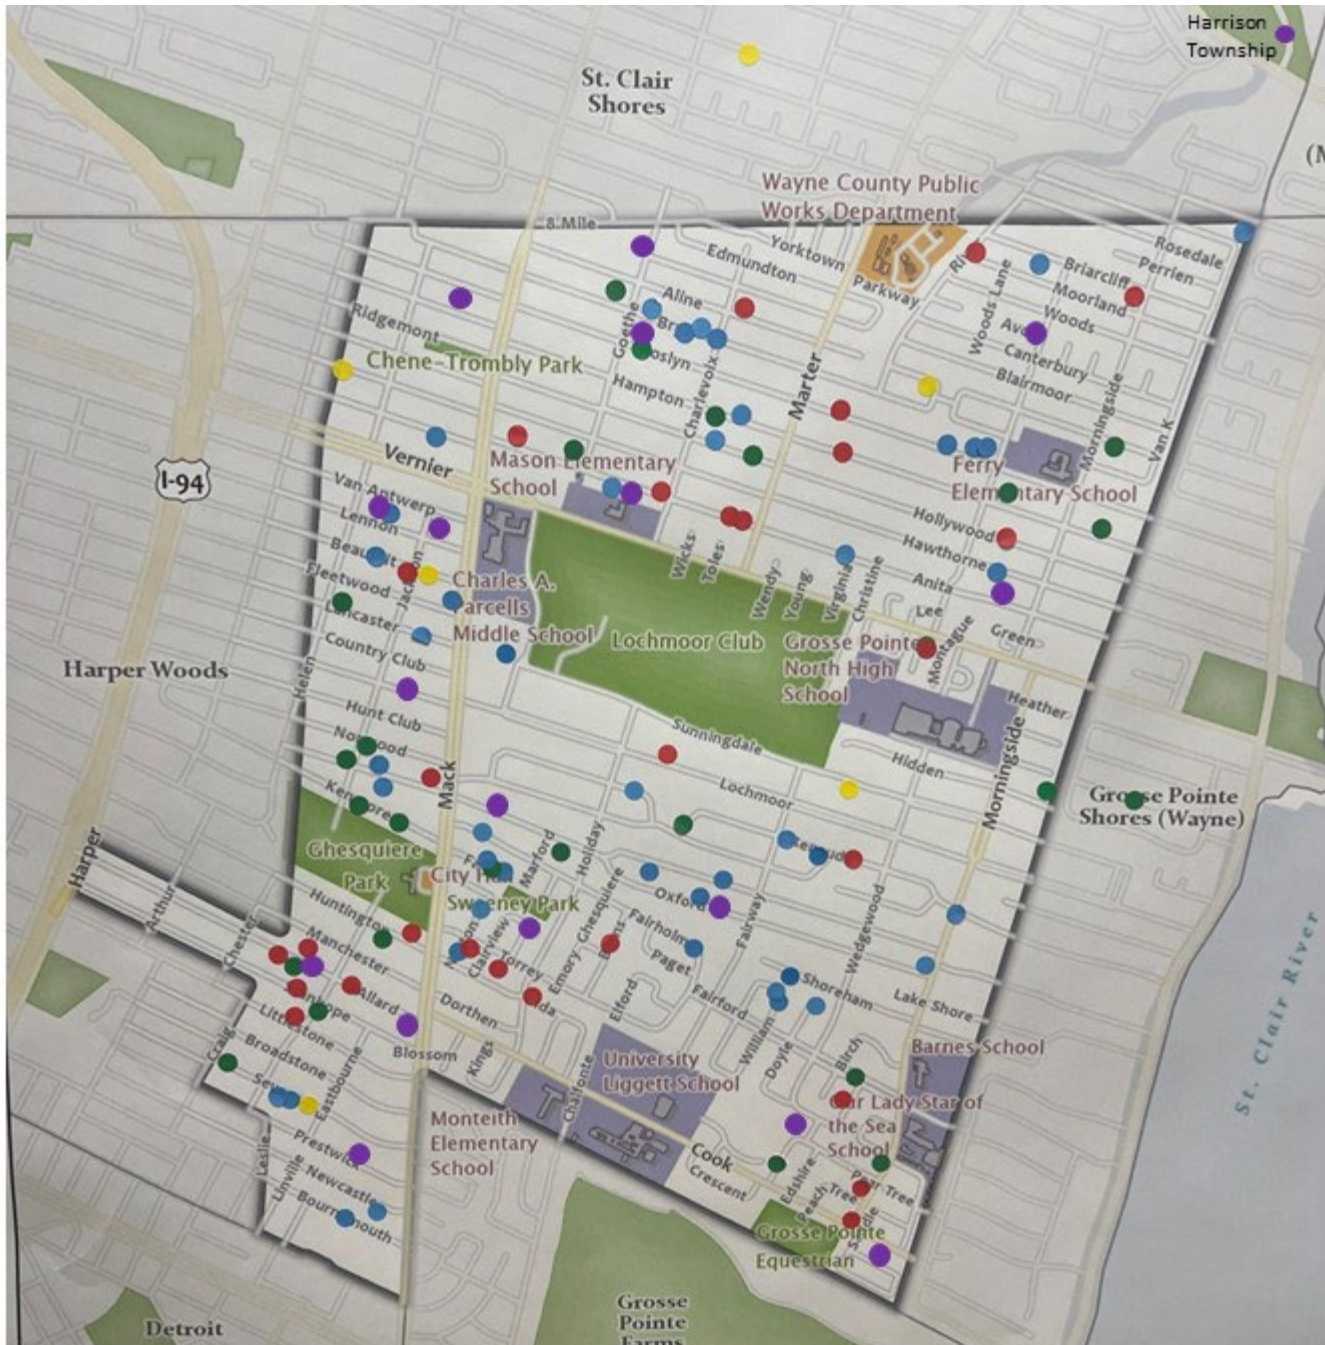 Harrison
Township
St. Clair
Shores
(M
Wayne County Public
Works Department
8 Mile
Yorktown
Edmundton
Parkway
Rosedale
Perrien
Briarcliff
Moorland
Woods
Woods Lane
Canterbury
Blairmoor
Aline
Goethe
oslyn
Ridgemont
Chene-Trombly Park
Hampton
Charlevoix
Marter
Morningside
Van K
Vernier
Mason Elementary
School
Ferry
Elementary School
I-94
Van Antwerp
Lennon
Hollywood
Hawthorne
Anita
Lee
Green
Fleetwood
Lancaster
Country Club
Charles A.
Parcells
Middle School
Wicks
Toles
Wendy
Young
Virginia
Christine
Montague
Lochmoor Club
Grosse Pointe
North High
School
Harper Woods
Helen
Hunt Club
Heather
Sunningdale
Hidden
Norwood
Mack
Lochmoor
Morningside
Grosse Pointe
Shores (Wayne)
Kenmore
Ghesquiere
Park
City Hall
Sweeney Park
Marford
Holiday
Harper
Arthur
Chester
Huntington
Manchester
Allard
Oxford
Fairholm
Paget
Fairford
Fairway
Wedgewood
Ghesquiere
Clairview
Torrey
Emory
Elford
Shoreham
Lake Shore
Littlestone
Craig
Broadstone
Eastbourne
Blossom
Dorthen
Kings
Chalfonte
University
Liggett School
William
Doyle
Birch
Barnes School
Our Lady Star of
the Sea
School
Monteith
Elementary
School
Prestwick
Leslie
Linville
Newcastle
Bournemouth
Cook
Crescent
Edshire
Peach Tree
Pear Tree
Grosse Pointe
Equestrian
St. Clair River
Detroit
Grosse
Pointe
Farms